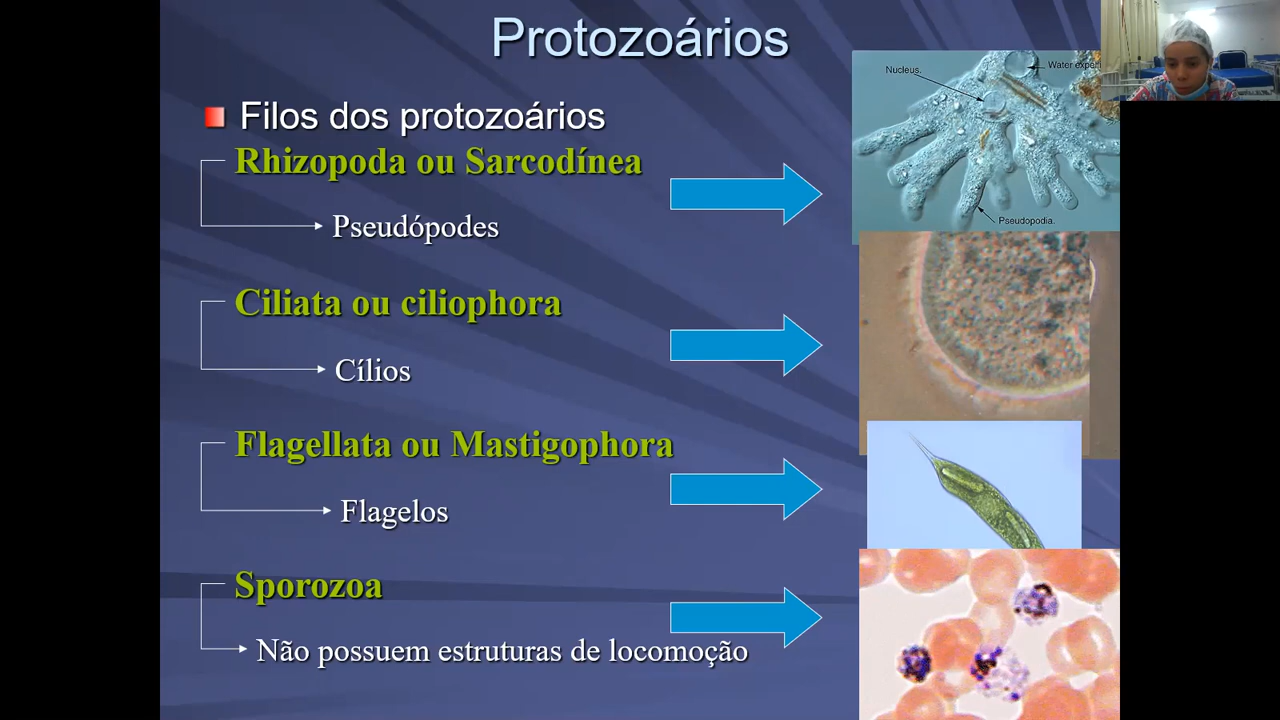 Protozoários
Filos dos protozoários
Rhizopoda ou Sarcodínea
Pseudópodes
Ciliata ou ciliophora
Cílios
Flagellata ou Mastigophora
Flagelos
Sporozoa
Não possuem estruturas de locomoção
Nucleus.
Water
Pseudopodia.